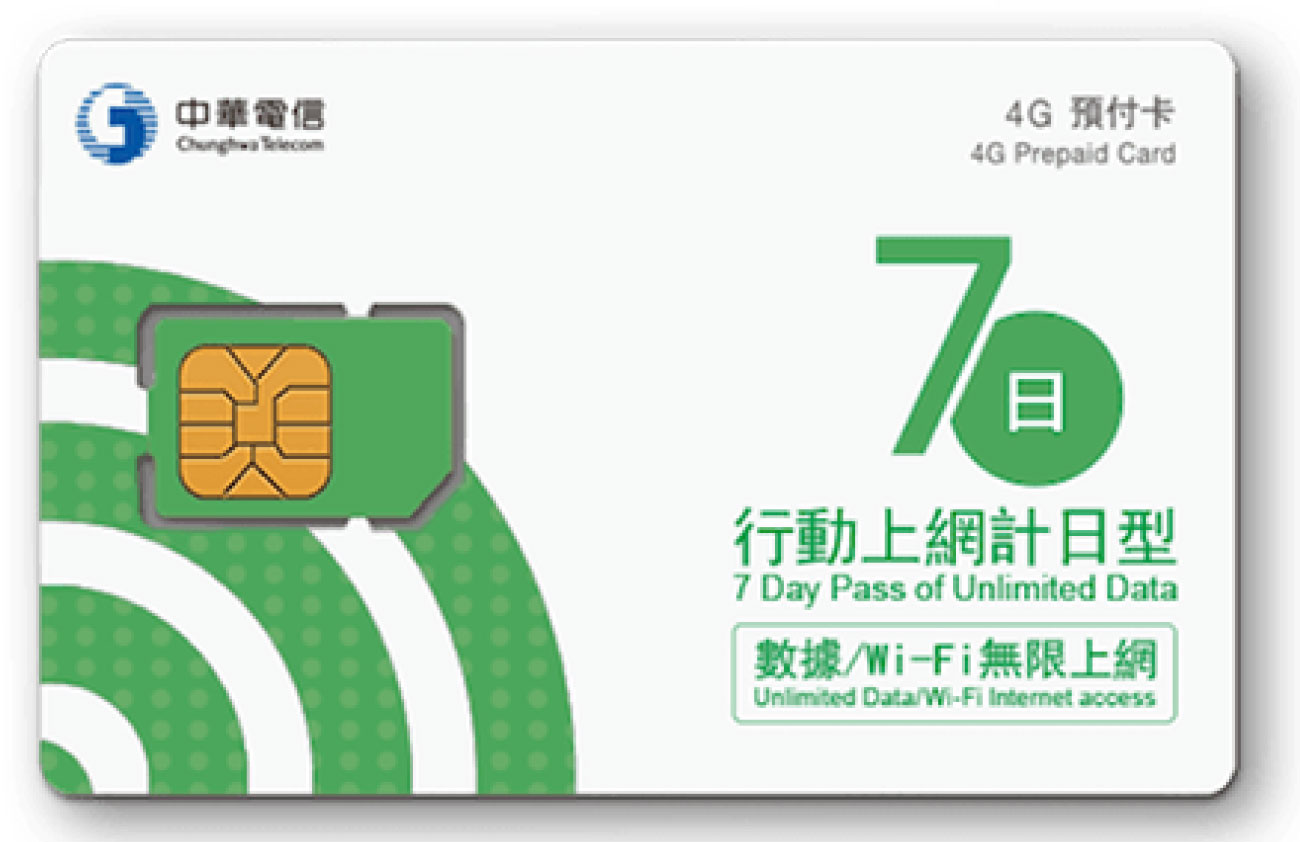 中華電信
Chunghwa Telecom
4G 預付卡
4G Prepaid Card
7日
行動上網計日型
7 Day Pass of Unlimited Data
數據/Wi-Fi無限上網
Unlimited Data/Wi-Fi Internet access